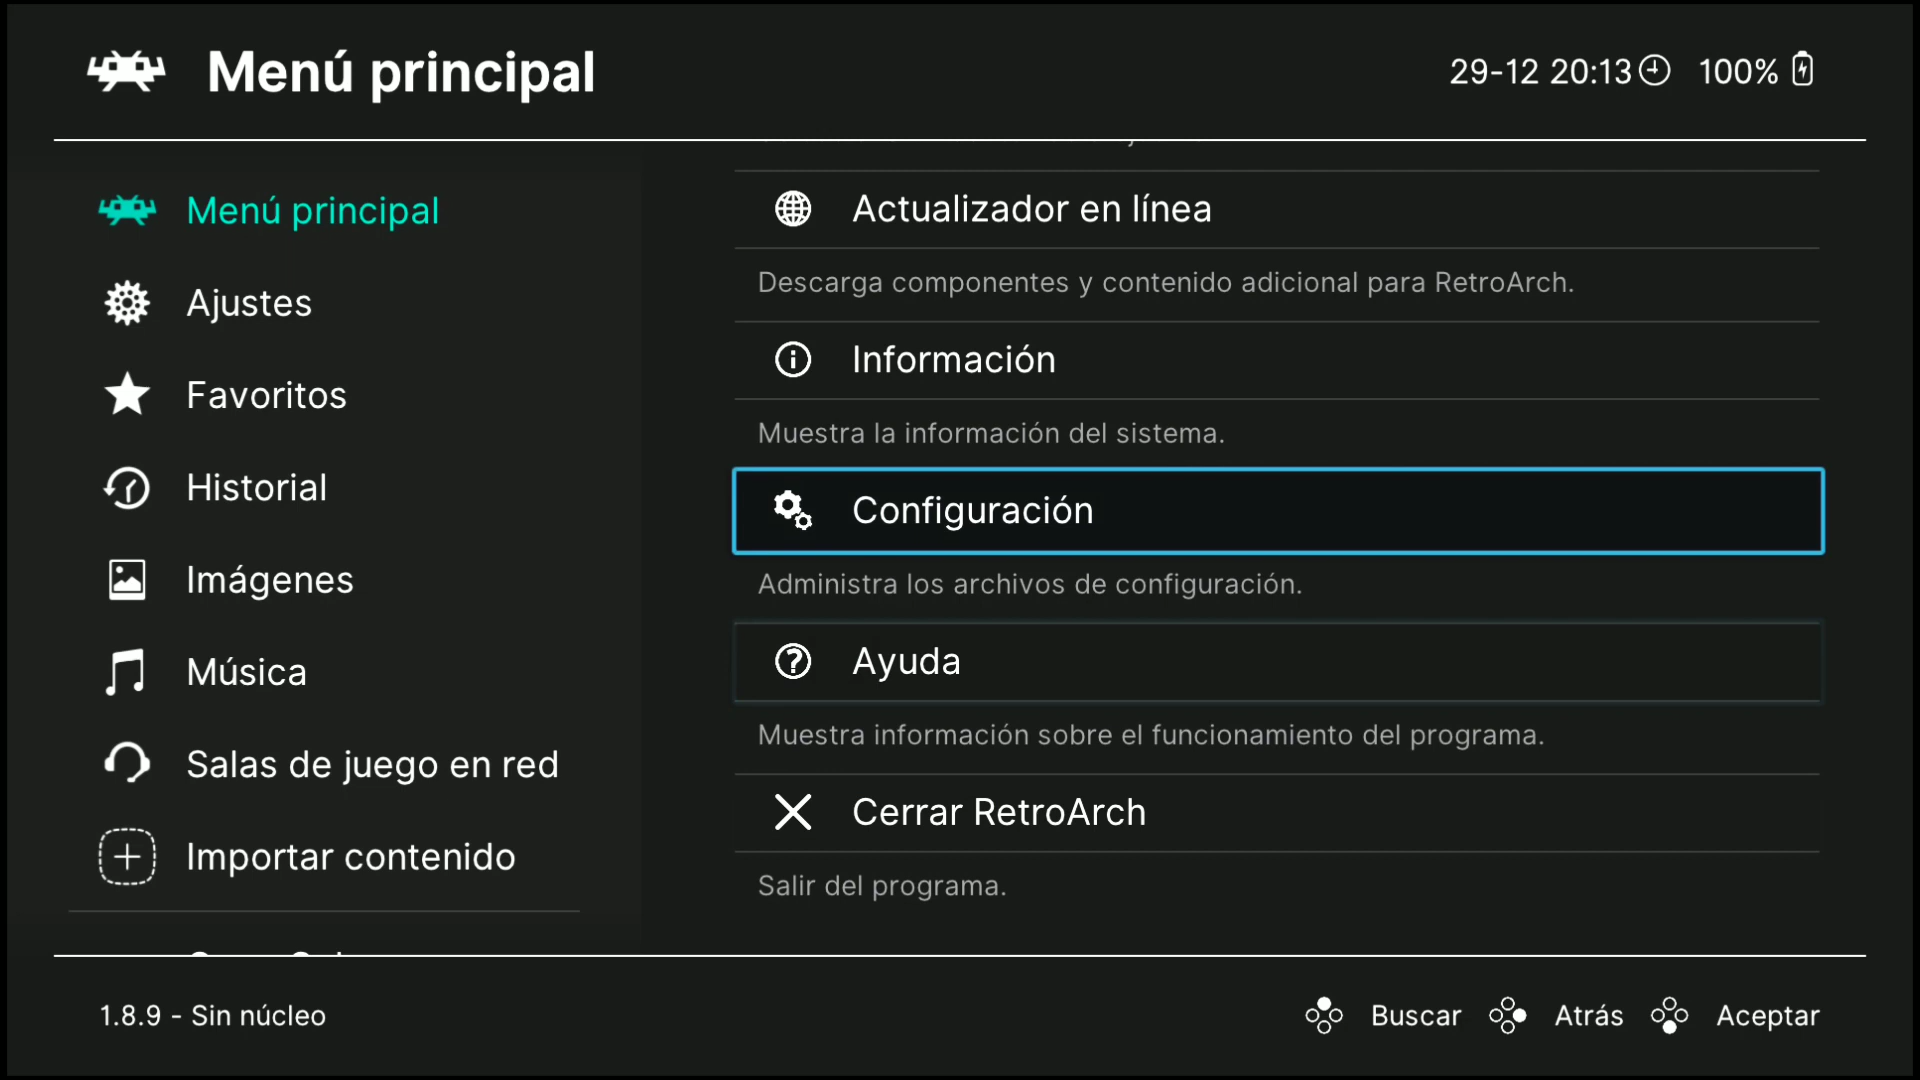 Menú principal
29-12 20:13 100%
Menú principal
Ajustes
Favoritos
Historial
Imágenes
Música
Salas de juego en red
Importar contenido
Actualizador en línea
Descarga componentes y contenido adicional para RetroArch.
Información
Muestra la información del sistema.
Configuración
Administra los archivos de configuración.
Ayuda
Muestra información sobre el funcionamiento del programa.
Cerrar RetroArch
Salir del programa.
1.8.9 - Sin núcleo
Buscar Atrás Aceptar